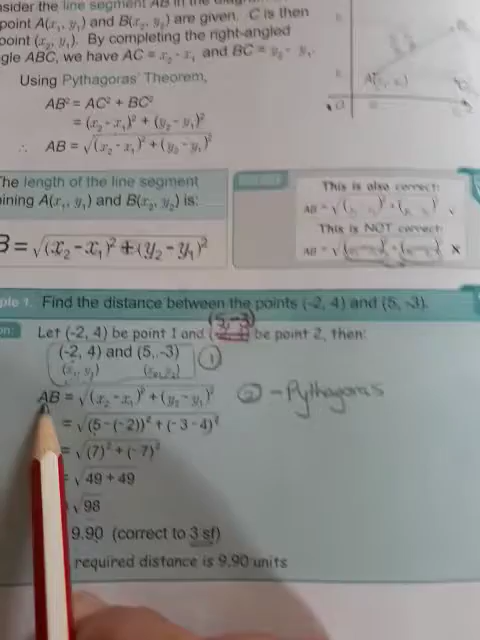 nsider the line segment AB in the diagram
point A(x₁, y₁) and B(x₂, y₂) are given. C is then
point (x₂, y₁). By completing the right-angled
gle ABC, we have AC = x₂ - x₁ and BC = y₂ - y₁.
Using Pythagoras' Theorem,
AB² = AC² + BC²
= (x₂ - x₁)² + (y₂ - y₁)²
∴ AB = √(x₂ - x₁)² + (y₂ - y₁)²
The length of the line segment
ining A(x₁, y₁) and B(x₂, y₂) is:
B = √(x₂ - x₁)² + (y₂ - y₁)²
This is also correct:
This is NOT correct:
ple 1. Find the distance between the points (-2, 4) and (5, -3).
on: Let (-2, 4) be point 1 and (5, -3) be point 2, then:
(-2, 4) and (5, -3) ①
(x₁, y₁) (x₂, y₂)
AB = √(x₂ - x₁)² + (y₂ - y₁)² ② - Pythagoras
= √(5 - (-2))² + (-3 - 4)²
= √(7)² + (-7)²
= √49 + 49
√98
9.90 (correct to 3 sf)
required distance is 9.90 units